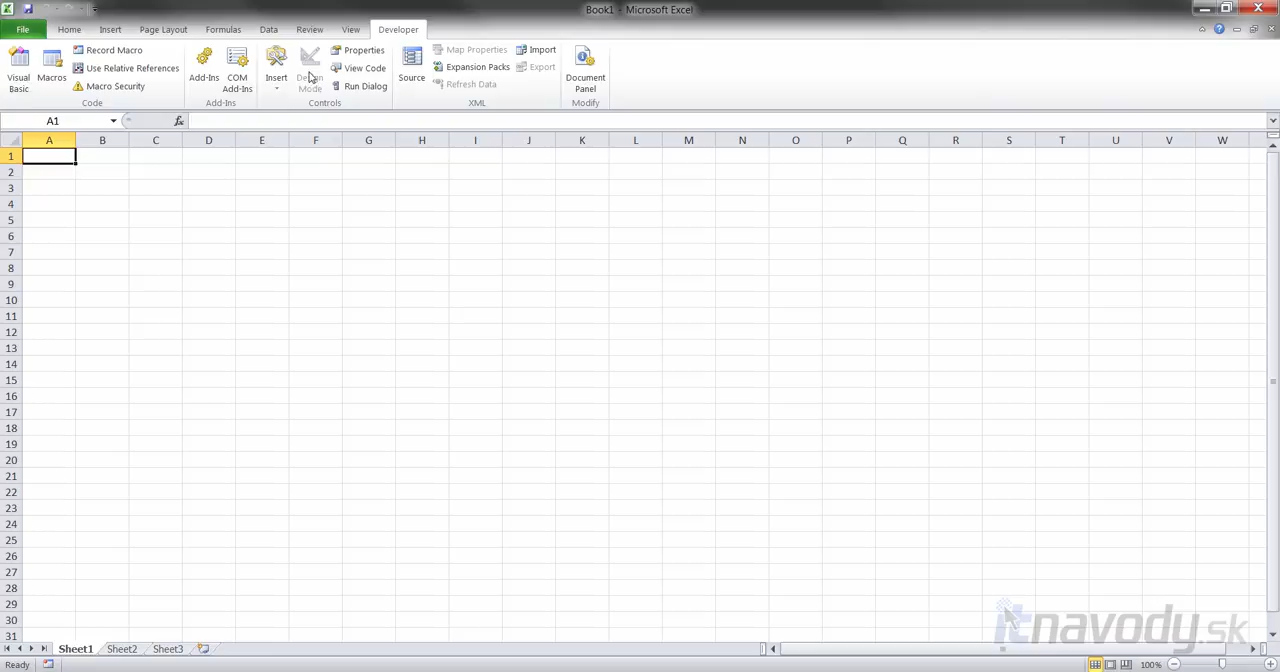 Book1 - Microsoft Excel
File Home Insert Page Layout Formulas Data Review View Developer
Visual Basic
Macros
Record Macro
Use Relative References
Macro Security
Code
Add-Ins
COM Add-Ins
Add-Ins
Insert
Design Mode
Properties
View Code
Run Dialog
Controls
Source
Map Properties
Expansion Packs
Refresh Data
Import
Export
XML
Document Panel
Modify
A1
fx
A B C D E F G H I J K L M N O P Q R S T U V W
1
2
3
4
5
6
7
8
9
10
11
12
13
14
15
16
17
18
19
20
21
22
23
24
25
26
27
28
29
30
31
itnavody.sk
Sheet1 Sheet2 Sheet3
Ready
100%